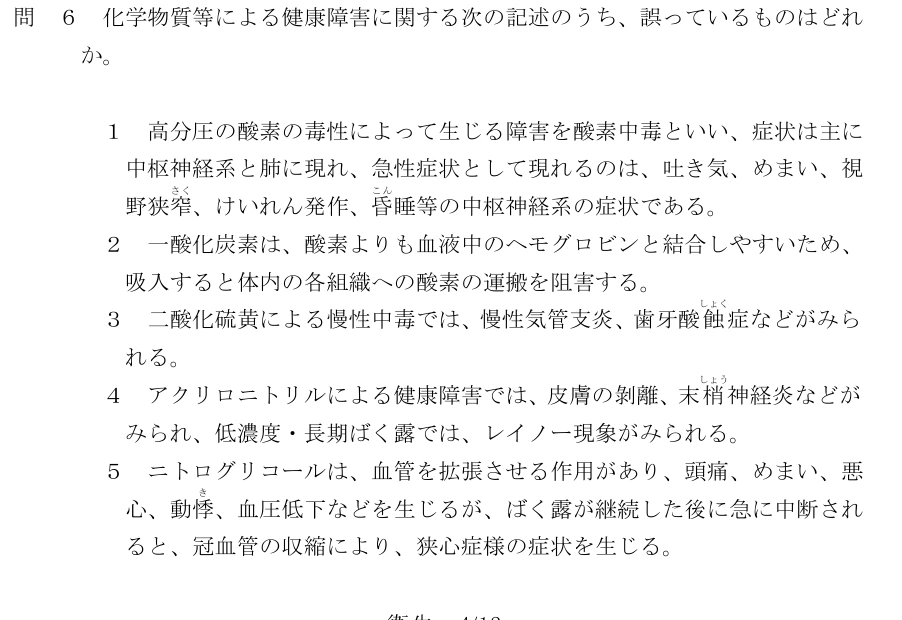 問　６　化学物質等による健康障害に関する次の記述のうち、誤っているものはどれ
か。
１　高分圧の酸素の毒性によって生じる障害を酸素中毒といい、症状は主に
中枢神経系と肺に現れ、急性症状として現れるのは、吐き気、めまい、視
さく　こん
野狭窄、けいれん発作、昏睡等の中枢神経系の症状である。
２　一酸化炭素は、酸素よりも血液中のヘモグロビンと結合しやすいため、
吸入すると体内の各組織への酸素の運搬を阻害する。
しょく
３　二酸化硫黄による慢性中毒では、慢性気管支炎、歯牙酸蝕症などがみら
れる。
しょう
４　アクリロニトリルによる健康障害では、皮膚の剝離、末梢神経炎などが
みられ、低濃度・長期ばく露では、レイノー現象がみられる。
５　ニトログリコールは、血管を拡張させる作用があり、頭痛、めまい、悪
き
心、動悸、血圧低下などを生じるが、ばく露が継続した後に急に中断され
ると、冠血管の収縮により、狭心症様の症状を生じる。